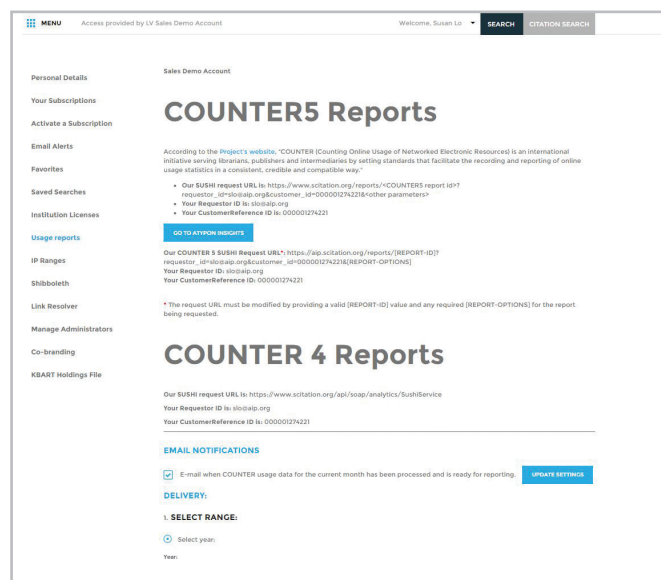 MENU Access provided by LV Sales Demo Account Welcome, Susan Lo SEARCH CITATION SEARCH
Personal Details
Your Subscriptions
Activate a Subscription
Email Alerts
Favorites
Saved Searches
Institution Licenses
Usage reports
IP Ranges
Shibboleth
Link Resolver
Manage Administrators
Co-branding
KBART Holdings File
Sales Demo Account
COUNTER5 Reports
According to the Project's website, "COUNTER (Counting Online Usage of Networked Electronic Resources) is an international
initiative serving librarians, publishers and intermediaries by setting standards that facilitate the recording and reporting of online
usage statistics in a consistent, credible and compatible way."
• Our SUSHI request URL is: https://www.scitation.org/reports/<COUNTER5 report id>?
requestor_id=slo@aip.org&customer_id=000001274221&<other parameters>
• Your Requestor ID is: slo@aip.org
• Your CustomerReference ID is: 000001274221
GO TO ATYPON INSIGHTS
Our COUNTER 5 SUSHI Request URL*: https://aip.scitation.org/reports/[REPORT-ID]?
requestor_id=slo@aip.org&customer_id=000001274221&[REPORT-OPTIONS]
Your Requestor ID: slo@aip.org
Your CustomerReference ID: 000001274221
* The request URL must be modified by providing a valid [REPORT-ID] value and any required [REPORT-OPTIONS] for the report
being requested.
COUNTER 4 Reports
Our SUSHI request URL is: https://www.scitation.org/api/soap/analytics/SushiService
Your Requestor ID is: slo@aip.org
Your CustomerReference ID is: 000001274221
EMAIL NOTIFICATIONS
E-mail when COUNTER usage data for the current month has been processed and is ready for reporting. UPDATE SETTINGS
DELIVERY:
1. SELECT RANGE:
Select year:
Year: